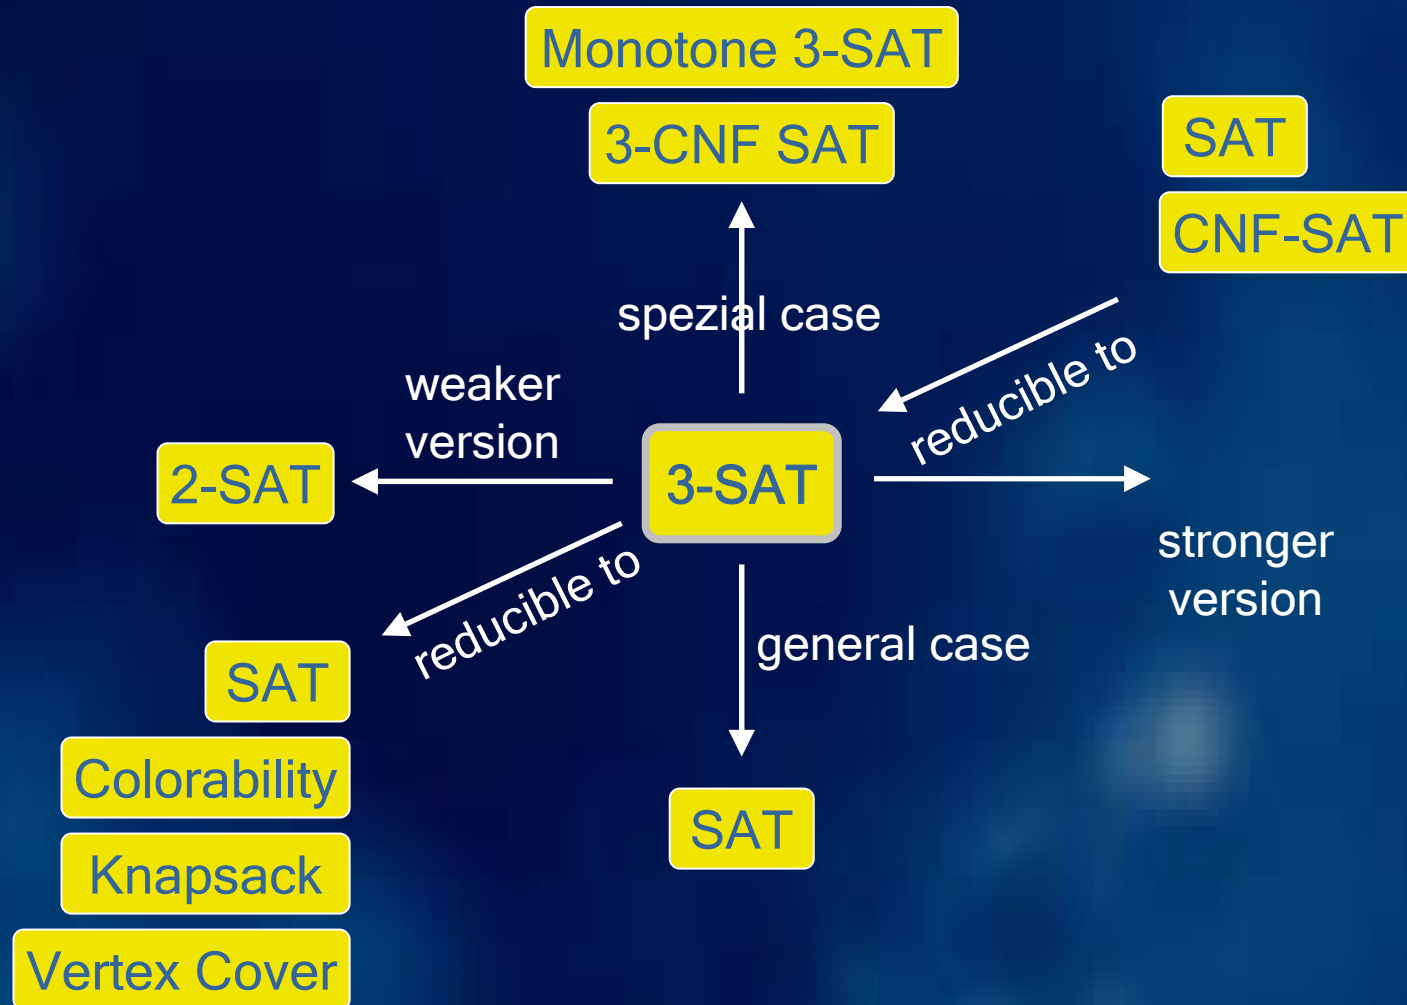 Monotone 3-SAT
3-CNF SAT
SAT
CNF-SAT
spezial case
reducible to
weaker
version
2-SAT
3-SAT
stronger
version
reducible to
general case
SAT
Colorability
Knapsack
Vertex Cover
SAT